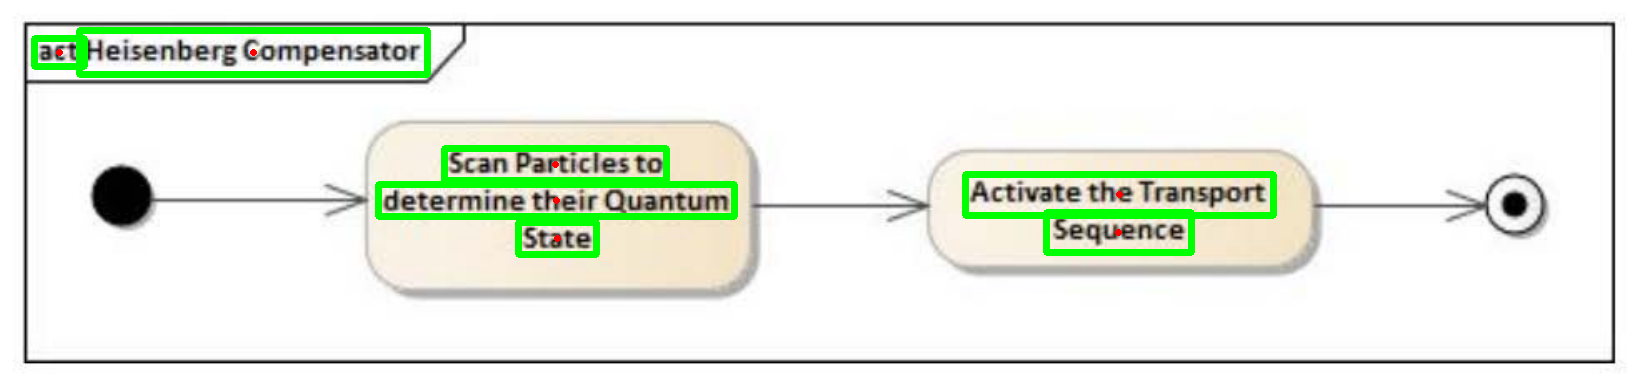 act Heisenberg Compensator
Scan Particles to
determine their Quantum
State
Activate the Transport
Sequence